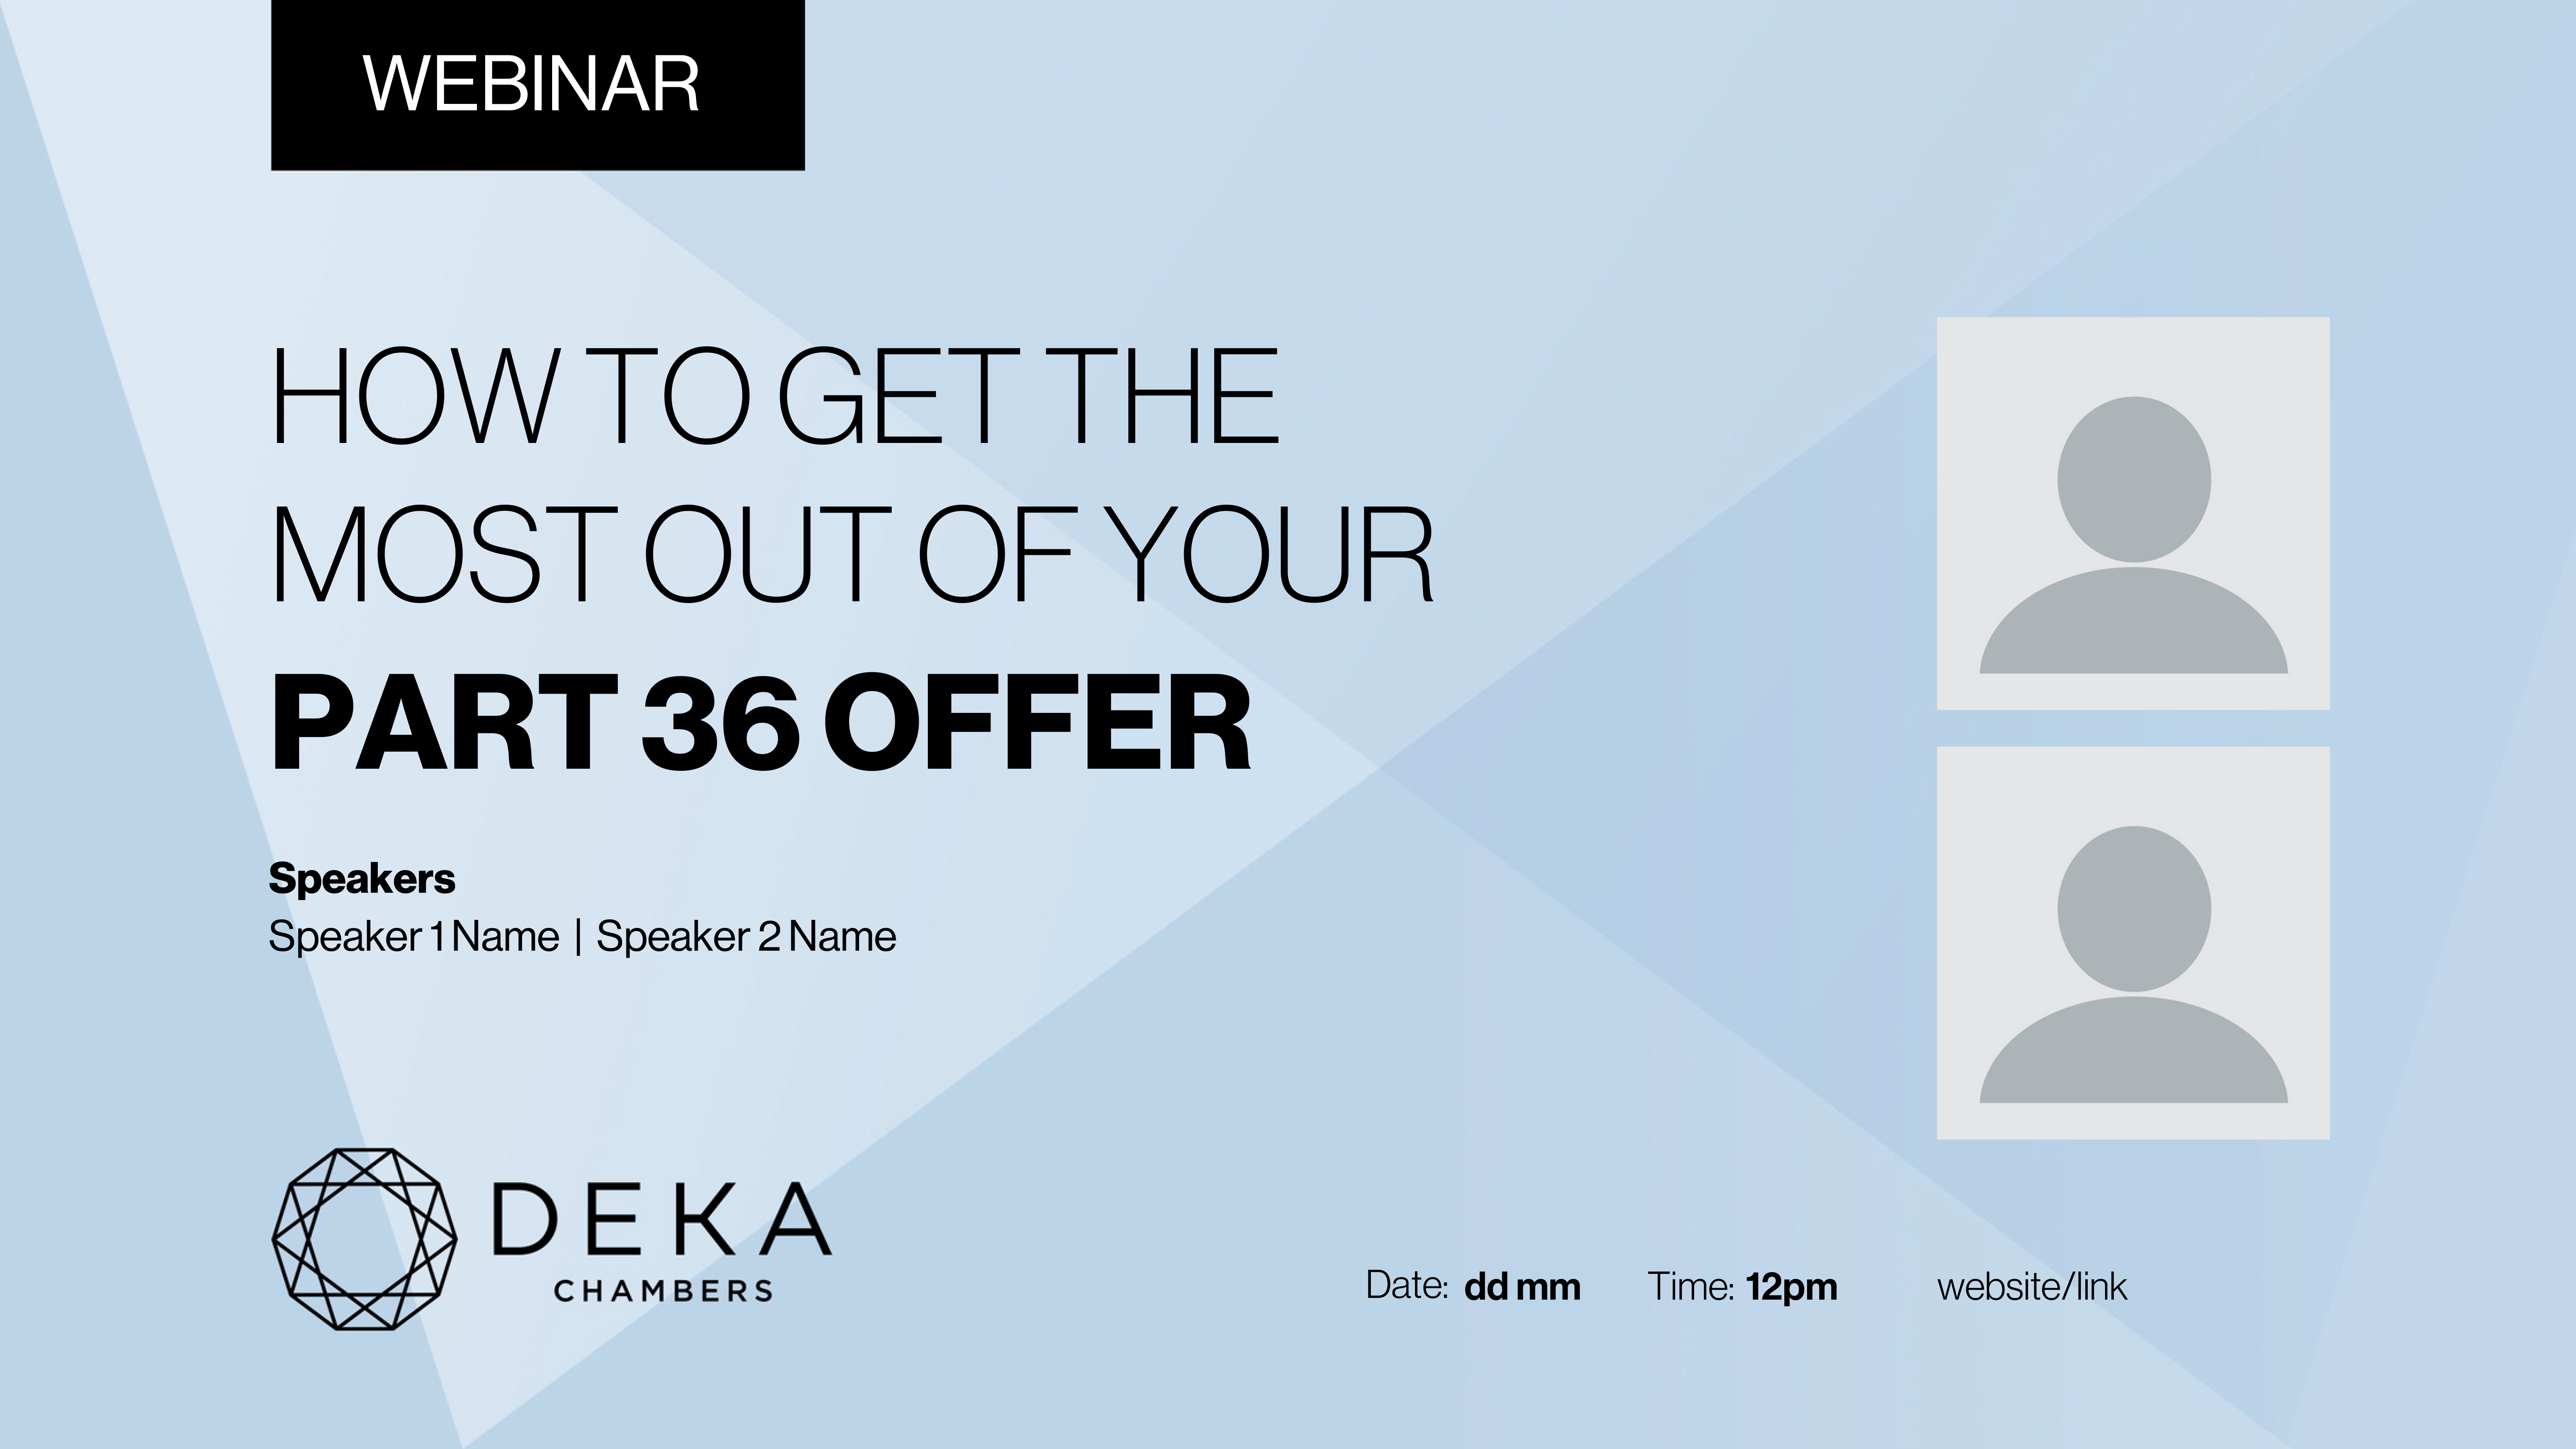 WEBINAR
HOW TO GET THE
MOST OUT OF YOUR
PART 36 OFFER
Speakers
Speaker 1 Name | Speaker 2 Name
DEKA
CHAMBERS
Date: dd mm Time: 12pm website/link